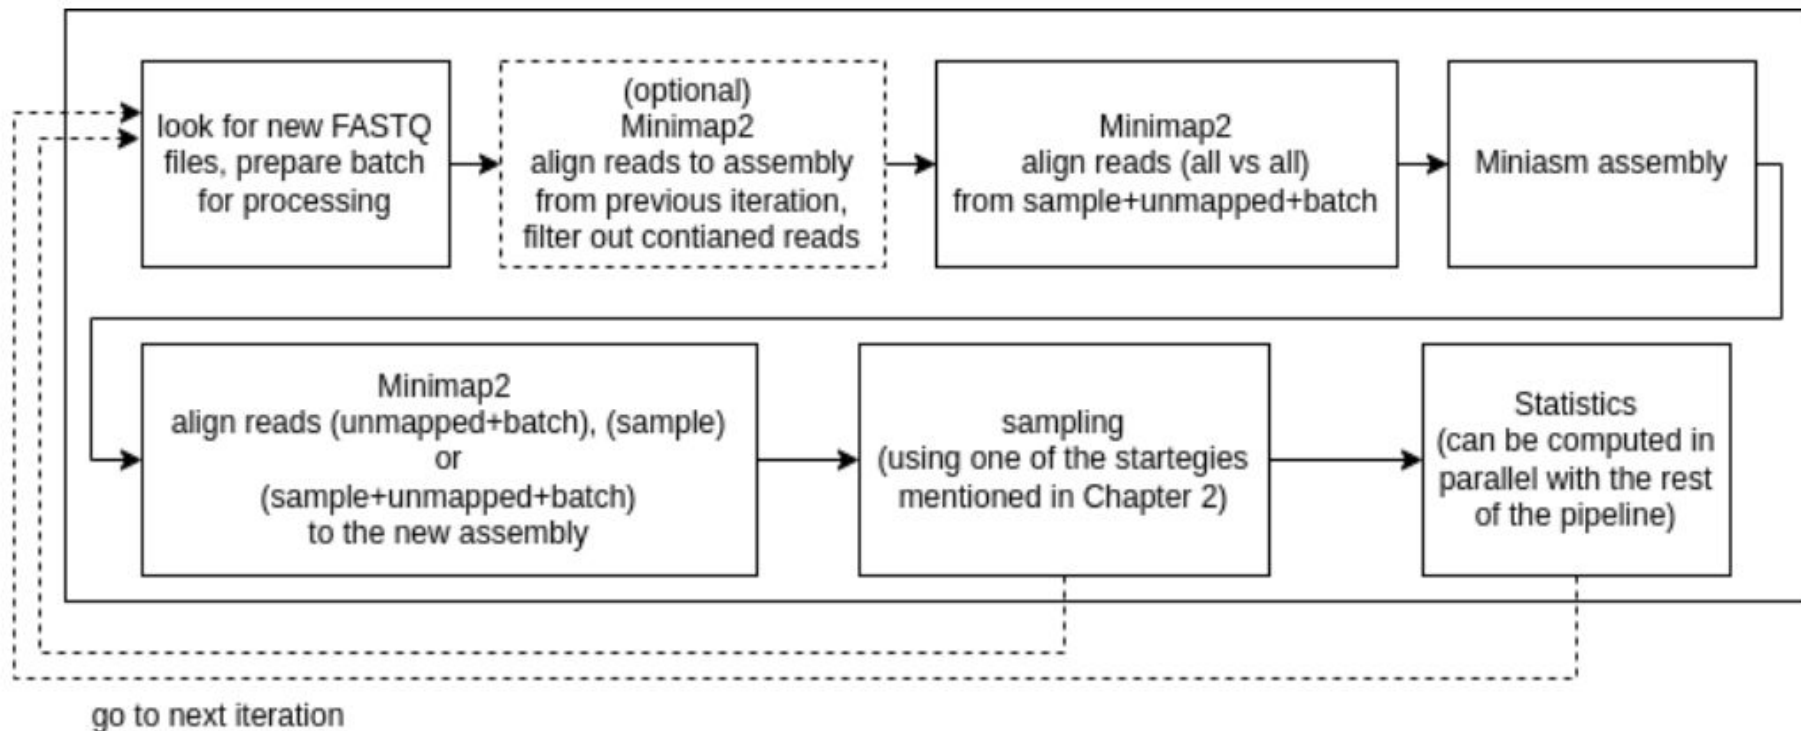 look for new FASTQ
files, prepare batch
for processing
(optional)
Minimap2
align reads to assembly
from previous iteration,
filter out contianed reads
Minimap2
align reads (all vs all)
from sample+unmapped+batch
Miniasm assembly
Minimap2
align reads (unmapped+batch), (sample)
or
(sample+unmapped+batch)
to the new assembly
sampling
(using one of the startegies
mentioned in Chapter 2)
Statistics
(can be computed in
parallel with the rest
of the pipeline)
go to next iteration